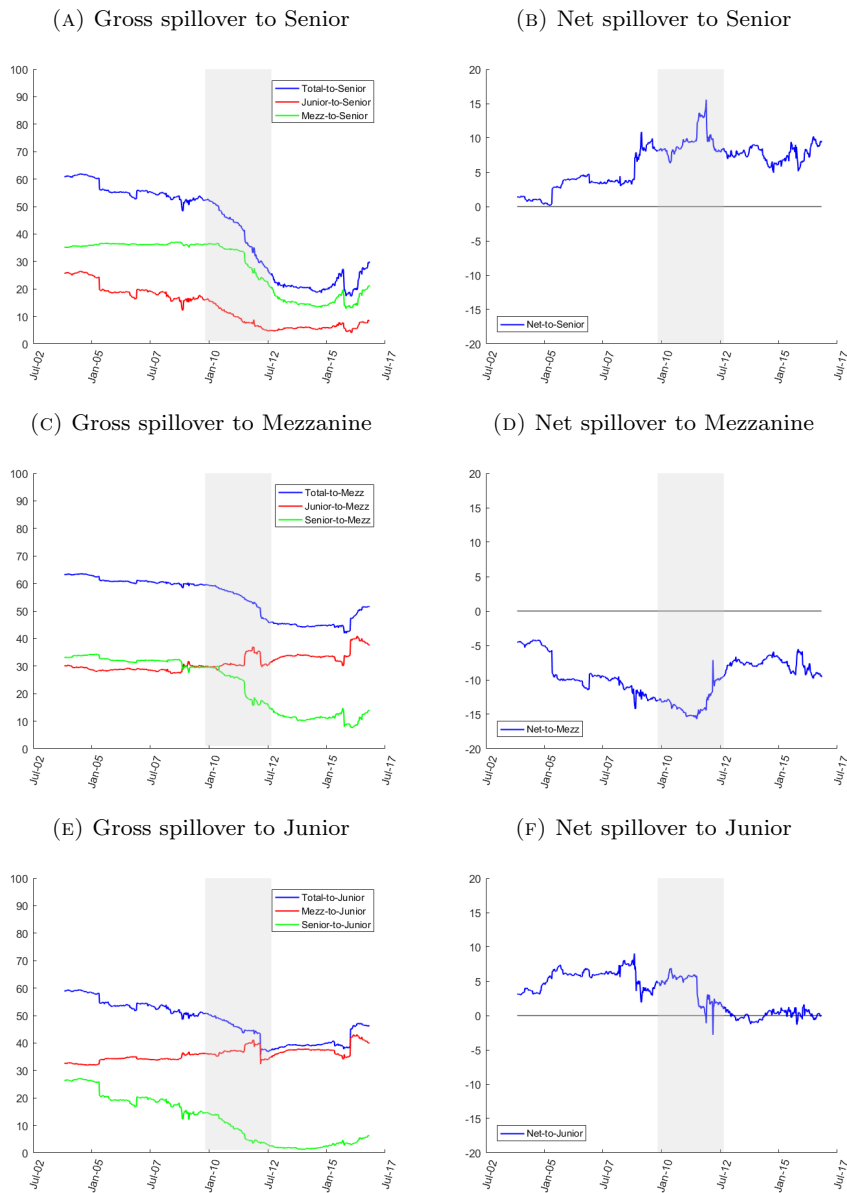 (A) Gross spillover to Senior
100
90
80
70
60
50
40
30
20
10
0
Total-to-Senior
Junior-to-Senior
Mezz-to-Senior
Jul-02
Jan-05
Jul-07
Jan-10
Jul-12
Jan-15
Jul-17
(B) Net spillover to Senior
20
15
10
5
0
-5
-10
-15
-20
Net-to-Senior
Jul-02
Jan-05
Jul-07
Jan-10
Jul-12
Jan-15
Jul-17
(C) Gross spillover to Mezzanine
100
90
80
70
60
50
40
30
20
10
0
Total-to-Mezz
Junior-to-Mezz
Senior-to-Mezz
Jul-02
Jan-05
Jul-07
Jan-10
Jul-12
Jan-15
Jul-17
(D) Net spillover to Mezzanine
20
15
10
5
0
-5
-10
-15
-20
Net-to-Mezz
Jul-02
Jan-05
Jul-07
Jan-10
Jul-12
Jan-15
Jul-17
(E) Gross spillover to Junior
100
90
80
70
60
50
40
30
20
10
0
Total-to-Junior
Mezz-to-Junior
Senior-to-Junior
Jul-02
Jan-05
Jul-07
Jan-10
Jul-12
Jan-15
Jul-17
(F) Net spillover to Junior
20
15
10
5
0
-5
-10
-15
-20
Net-to-Junior
Jul-02
Jan-05
Jul-07
Jan-10
Jul-12
Jan-15
Jul-17